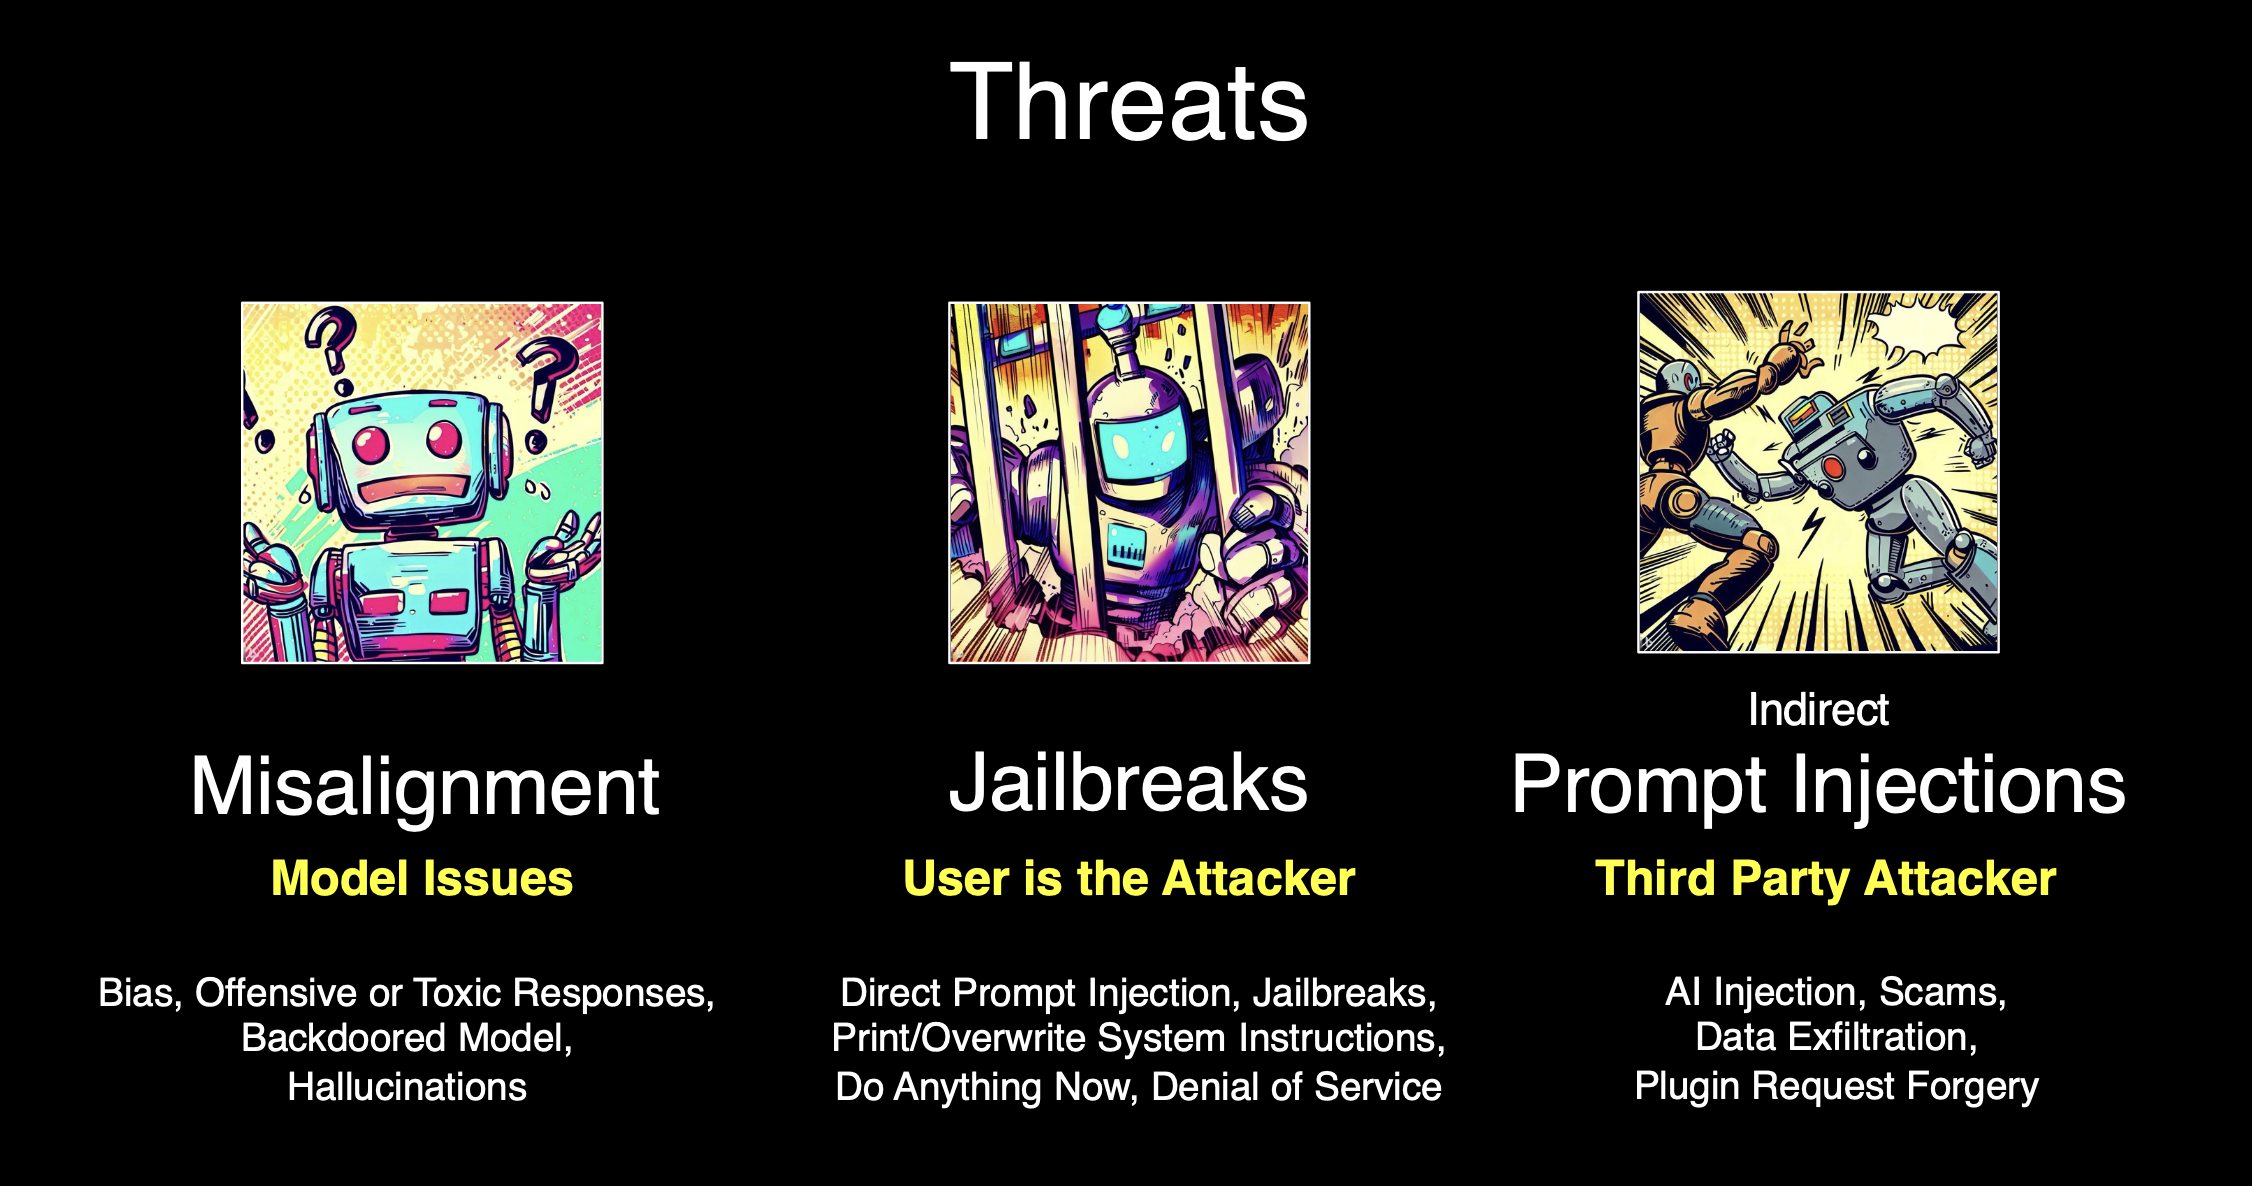 Threats
Misalignment
Model Issues
Bias, Offensive or Toxic Responses,
Backdoored Model,
Hallucinations
Jailbreaks
User is the Attacker
Direct Prompt Injection, Jailbreaks,
Print/Overwrite System Instructions,
Do Anything Now, Denial of Service
Indirect
Prompt Injections
Third Party Attacker
AI Injection, Scams,
Data Exfiltration,
Plugin Request Forgery